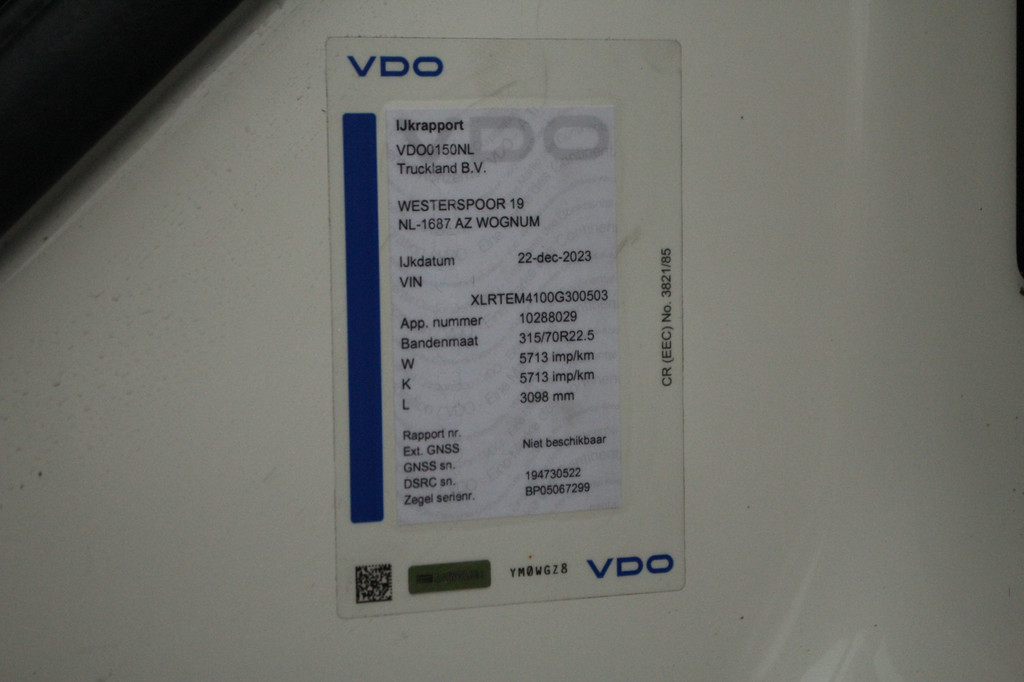 VDO
IJkrapport
VDO0150NL
Truckland B.V.
WESTERSPOOR 19
NL-1687 AZ WOGNUM
IJkdatum 22-dec-2023
VIN
XLRTEM4100G300503
App. nummer 10288029
Bandenmaat 315/70R22.5
W 5713 imp/km
K 5713 imp/km
L 3098 mm
Rapport nr.
Ext. GNSS Niet beschikbaar
GNSS sn.
DSRC sn. 194730522
Zegel serienr. BP05067299
CR (EEC) No. 3821/85
YM0WGZ8
VDO